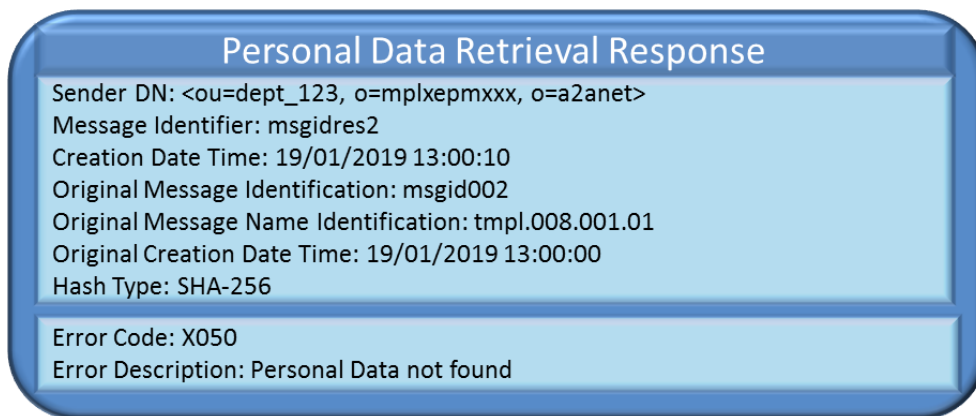 Personal Data Retrieval Response
Sender DN: <ou=dept_123, o=mplxepmxxx, o=a2anet>
Message Identifier: msgidres2
Creation Date Time: 19/01/2019 13:00:10
Original Message Identification: msgid002
Original Message Name Identification: tmpl.008.001.01
Original Creation Date Time: 19/01/2019 13:00:00
Hash Type: SHA-256
Error Code: X050
Error Description: Personal Data not found